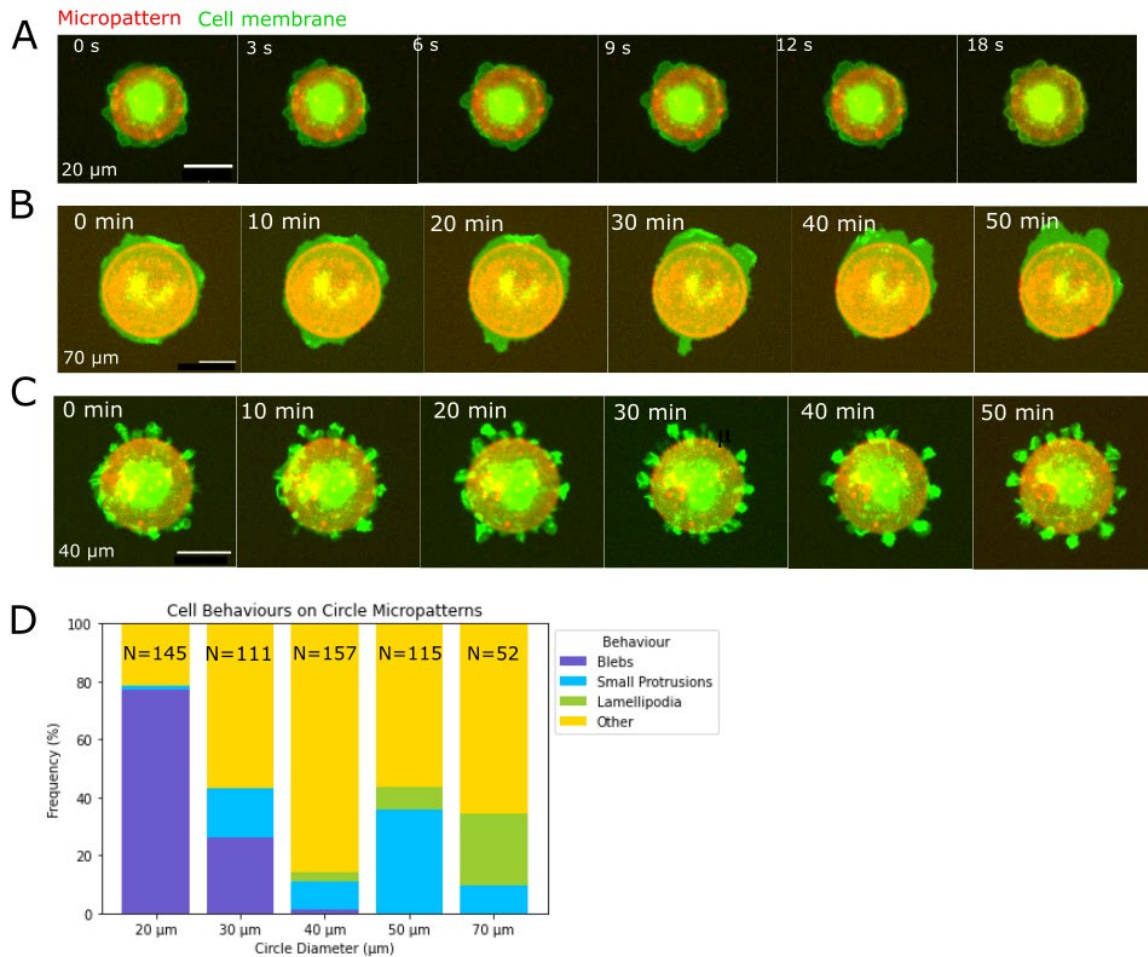 Micropattern Cell membrane
A
0 s 3 s 6 s 9 s 12 s 18 s
20 µm
B
0 min 10 min 20 min 30 min 40 min 50 min
70 µm
C
0 min 10 min 20 min 30 min 40 min 50 min
µ
40 µm
D
Cell Behaviours on Circle Micropatterns
100
80
60
40
20
0
Frequency (%)
N=145 N=111 N=157 N=115 N=52
20 µm 30 µm 40 µm 50 µm 70 µm
Circle Diameter (µm)
Behaviour
Blebs
Small Protrusions
Lamellipodia
Other